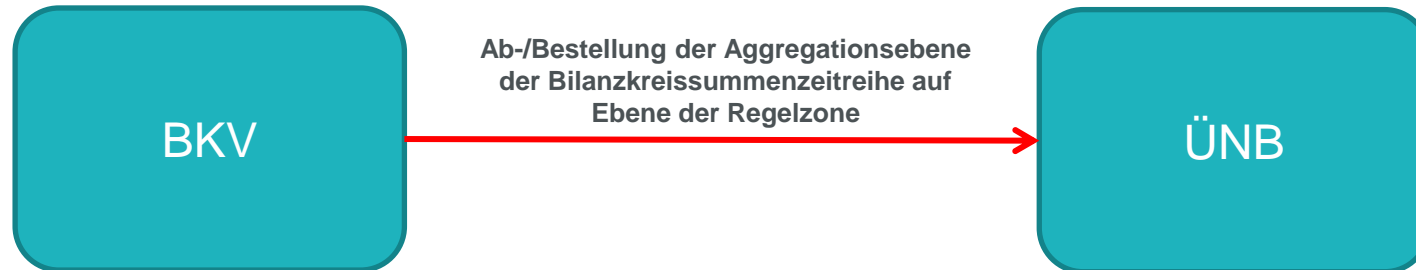 BKV
Ab-/Bestellung der Aggregationsebene
der Bilanzkreissummenzeitreihe auf
Ebene der Regelzone
ÜNB